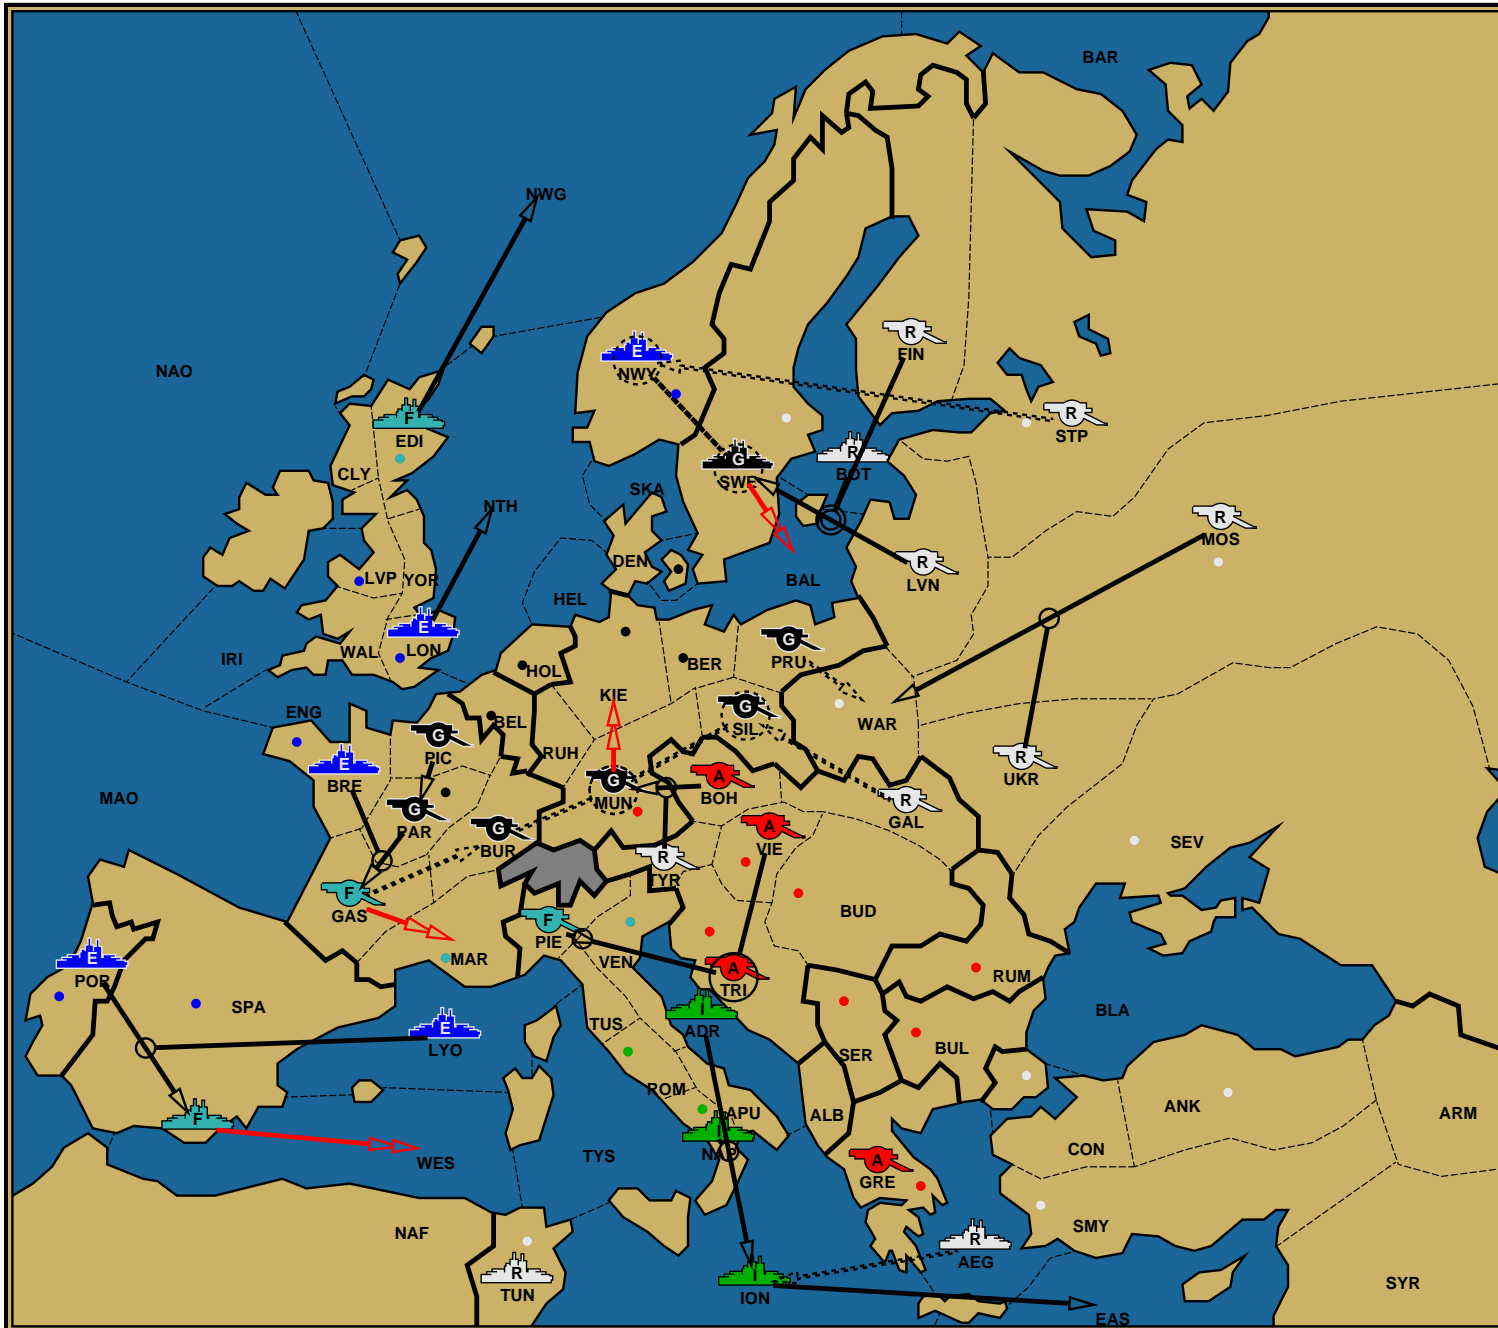 BAR
NWG
R
FIN
E
NWY
NAO
R
STP
F
EDI
G
SWE
R
BOT
CLY
SKA
NTH
R
MOS
DEN
R
LVN
LVP
YOR
BAL
HEL
E
LON
WAL
IRI
G
PRU
HOL
BER
KIE
G
SIL
ENG
BEL
WAR
G
PIC
RUH
E
BRE
R
UKR
G
MUN
A
BOH
MAO
G
PAR
R
GAL
G
BUR
A
VIE
SEV
R
TYR
F
GAS
BUD
F
PIE
E
POR
MAR
VEN
A
TRI
RUM
SPA
I
ADR
BLA
E
LYO
TUS
SER
BUL
ROM
F
APU
ALB
ANK
ARM
I
NAP
WES
TYS
CON
A
GRE
NAF
SMY
R
AEG
R
TUN
I
ION
SYR
EAS